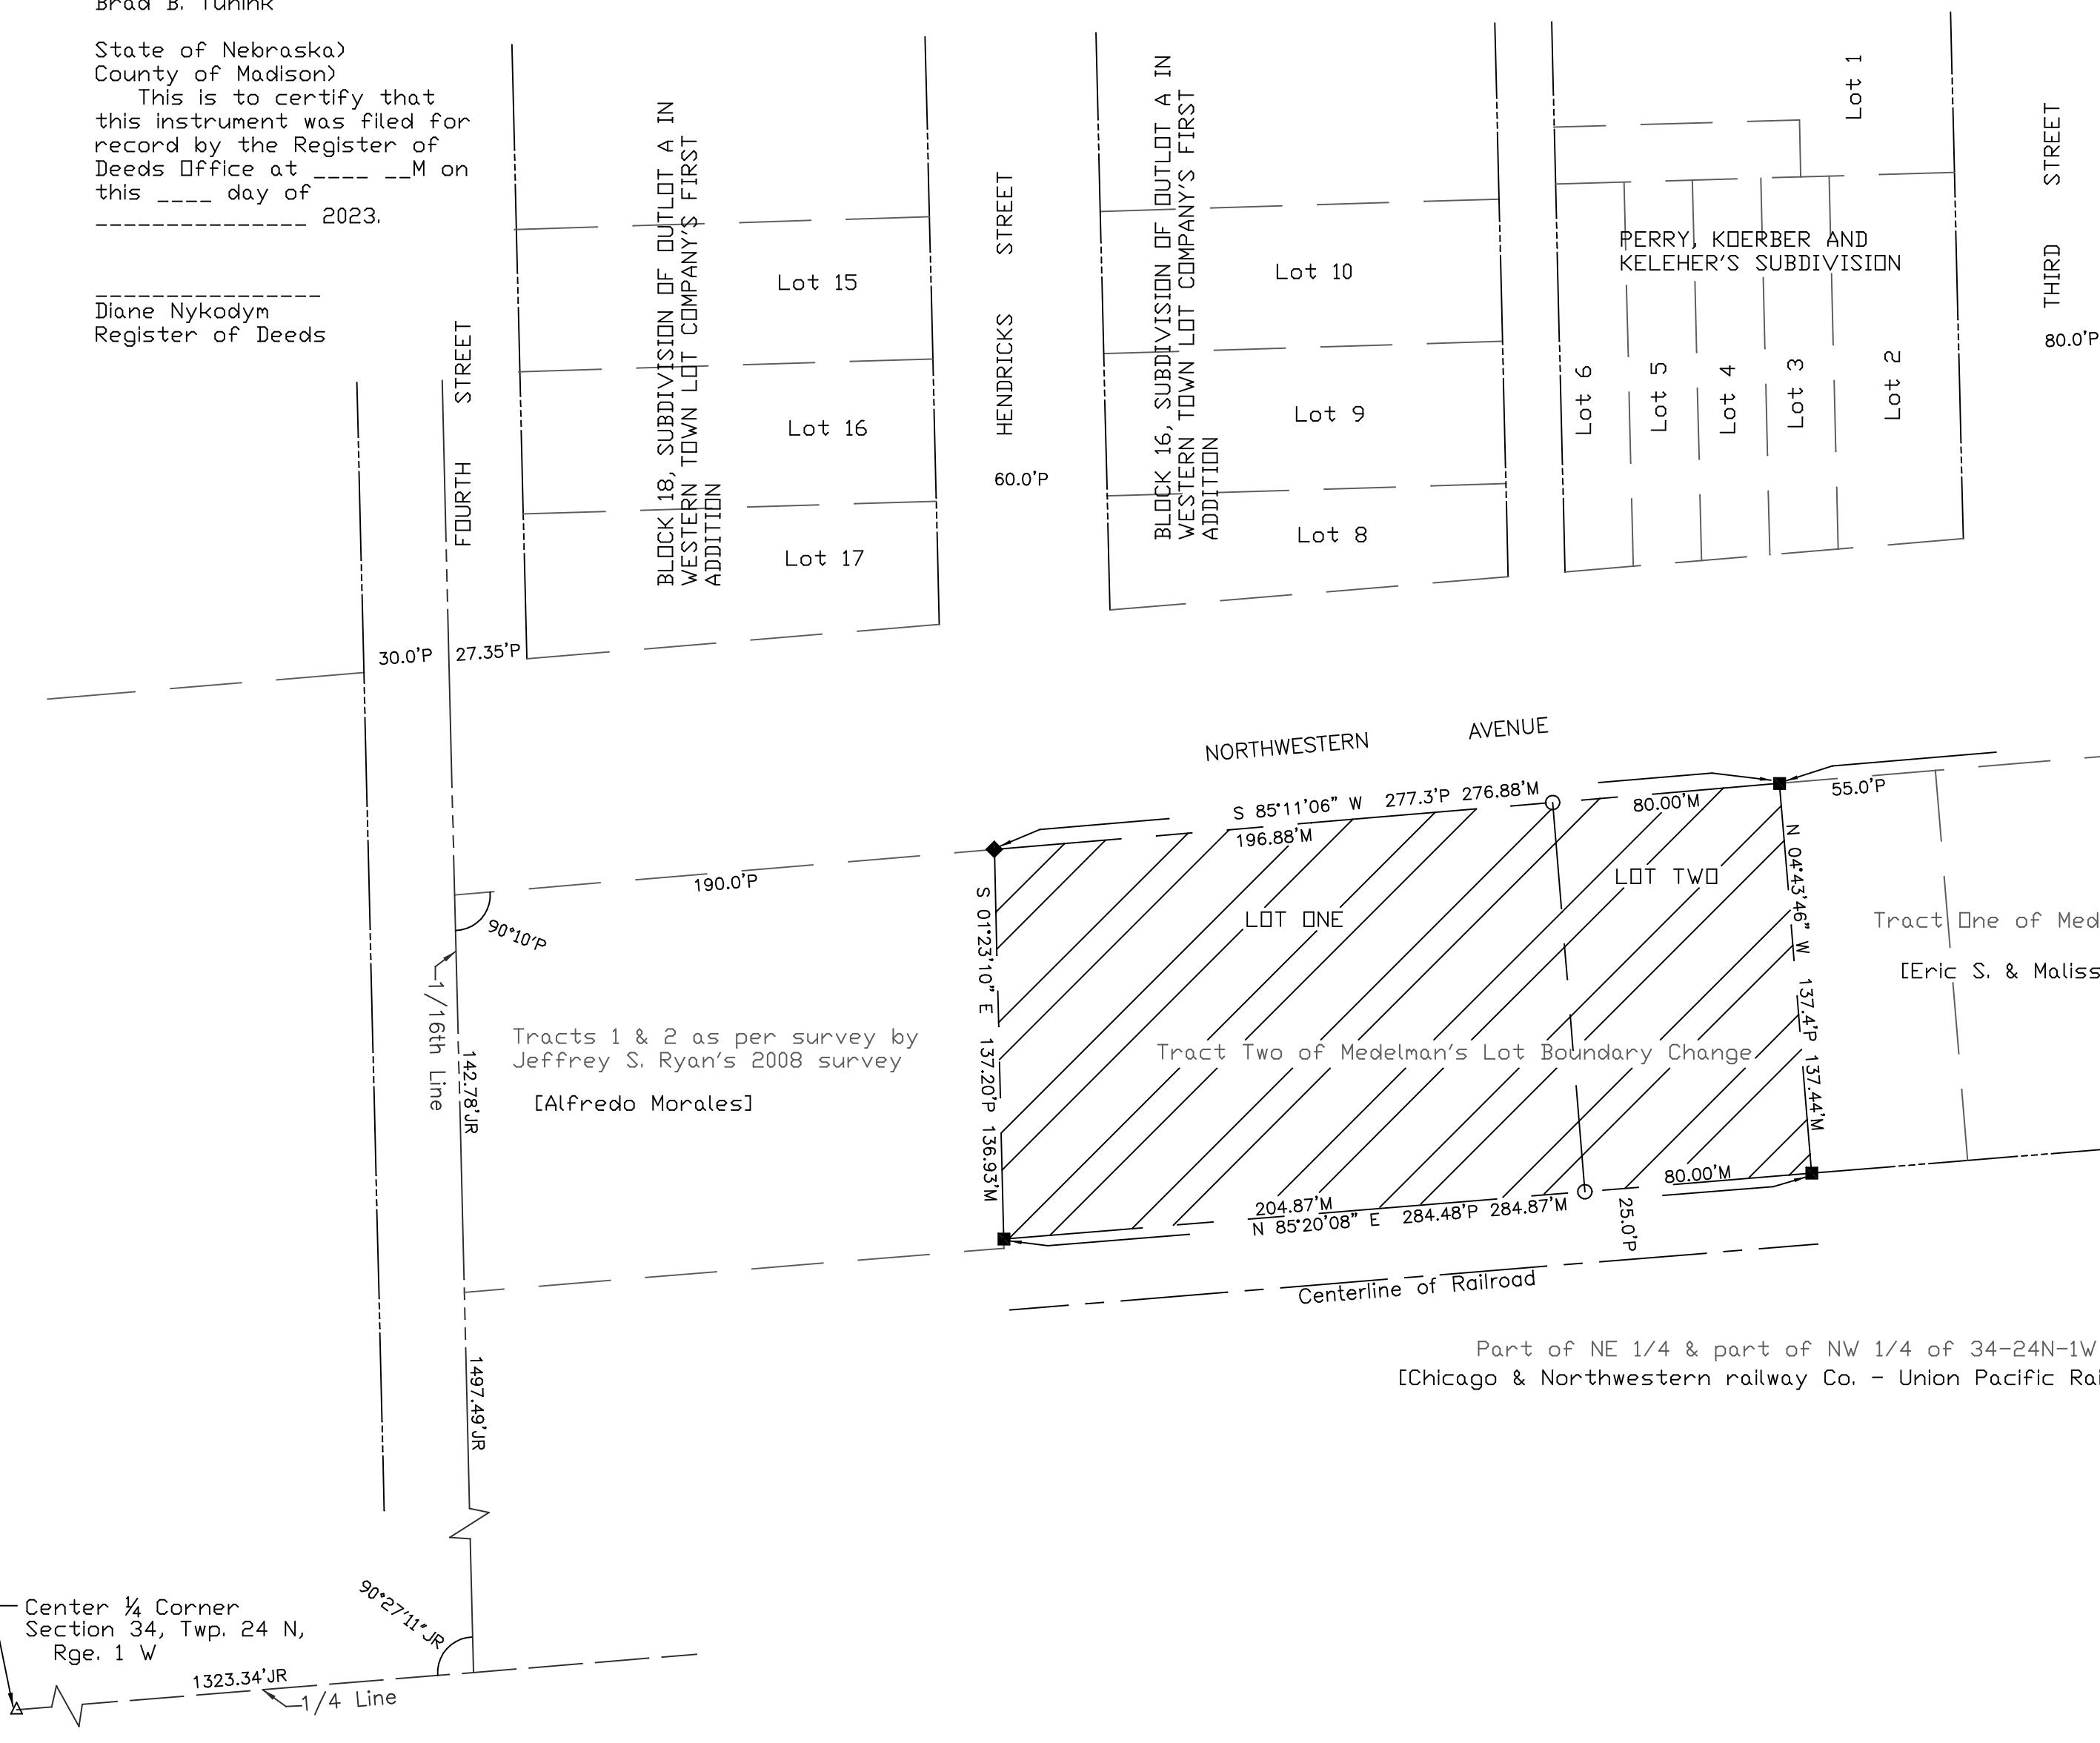 Brad B. Tunink
State of Nebraska)
County of Madison)
This is to certify that
this instrument was filed for
record by the Register of
Deeds Office at ____ __M on
this ____ day of
_______________ 2023.
________________
Diane Nykodym
Register of Deeds
FOURTH STREET
BLOCK 18, SUBDIVISION OF OUTLOT A IN
WESTERN TOWN LOT COMPANY'S FIRST
ADDITION
Lot 15
Lot 16
Lot 17
HENDRICKS STREET
60.0'P
BLOCK 16, SUBDIVISION OF OUTLOT A IN
WESTERN TOWN LOT COMPANY'S FIRST
ADDITION
Lot 10
Lot 9
Lot 8
Lot 1
PERRY, KOERBER AND
KELEHER'S SUBDIVISION
Lot 6
Lot 5
Lot 4
Lot 3
Lot 2
THIRD STREET
80.0'P
30.0'P
27.35'P
NORTHWESTERN AVENUE
S 85°11'06" W 277.3'P 276.88'M
196.88'M
80.00'M
55.0'P
190.0'P
90°10'P
1/16th Line
142.78'JR
1497.49'JR
Tracts 1 & 2 as per survey by
Jeffrey S. Ryan's 2008 survey
[Alfredo Morales]
S 01°23'10" E 137.20'P 136.93'M
LOT ONE
LOT TWO
Tract Two of Medelman's Lot Boundary Change
N 04°43'46" W 137.4'P 137.44'M
Tract One of Med
[Eric S. & Maliss
204.87'M
80.00'M
N 85°20'08" E 284.48'P 284.87'M
25.0'P
Centerline of Railroad
Part of NE 1/4 & part of NW 1/4 of 34-24N-1W
[Chicago & Northwestern railway Co. - Union Pacific Rai
90°27'11"JR
Center ¼ Corner
Section 34, Twp. 24 N,
Rge. 1 W
1323.34'JR
1/4 Line